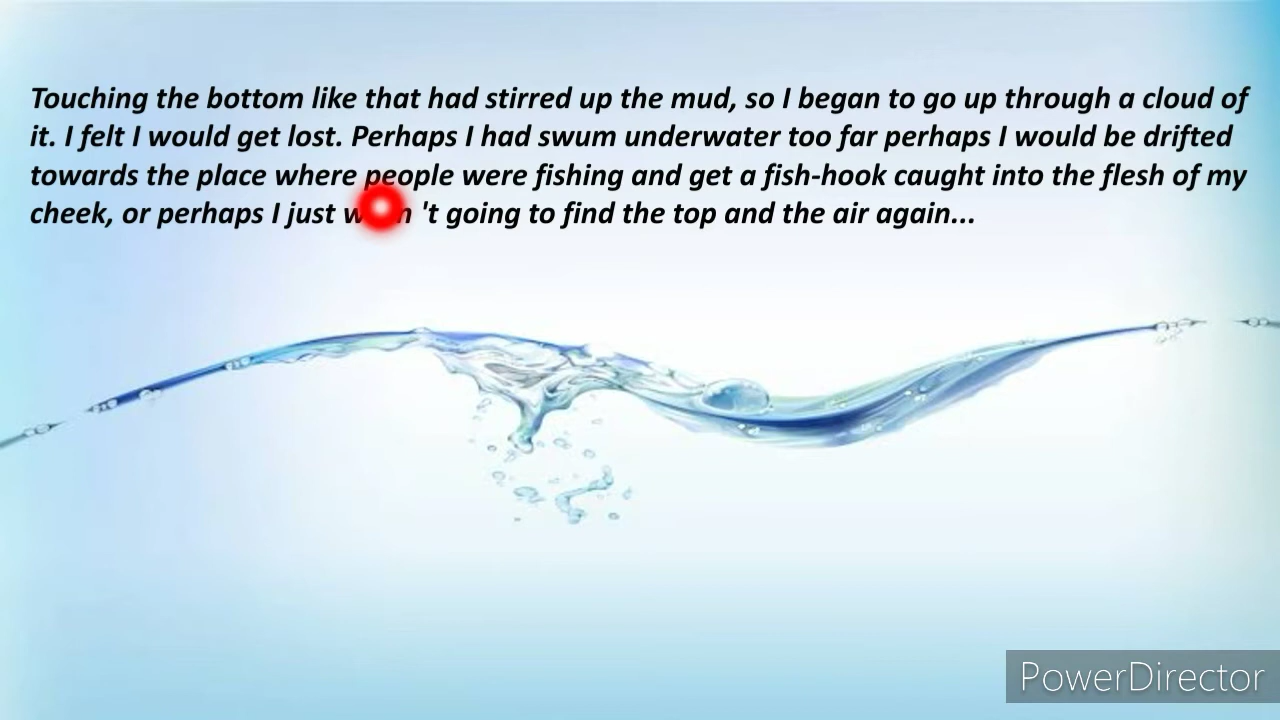 Touching the bottom like that had stirred up the mud, so I began to go up through a cloud of
it. I felt I would get lost. Perhaps I had swum underwater too far perhaps I would be drifted
towards the place where people were fishing and get a fish-hook caught into the flesh of my
cheek, or perhaps I just 't going to find the top and the air again...
PowerDirector